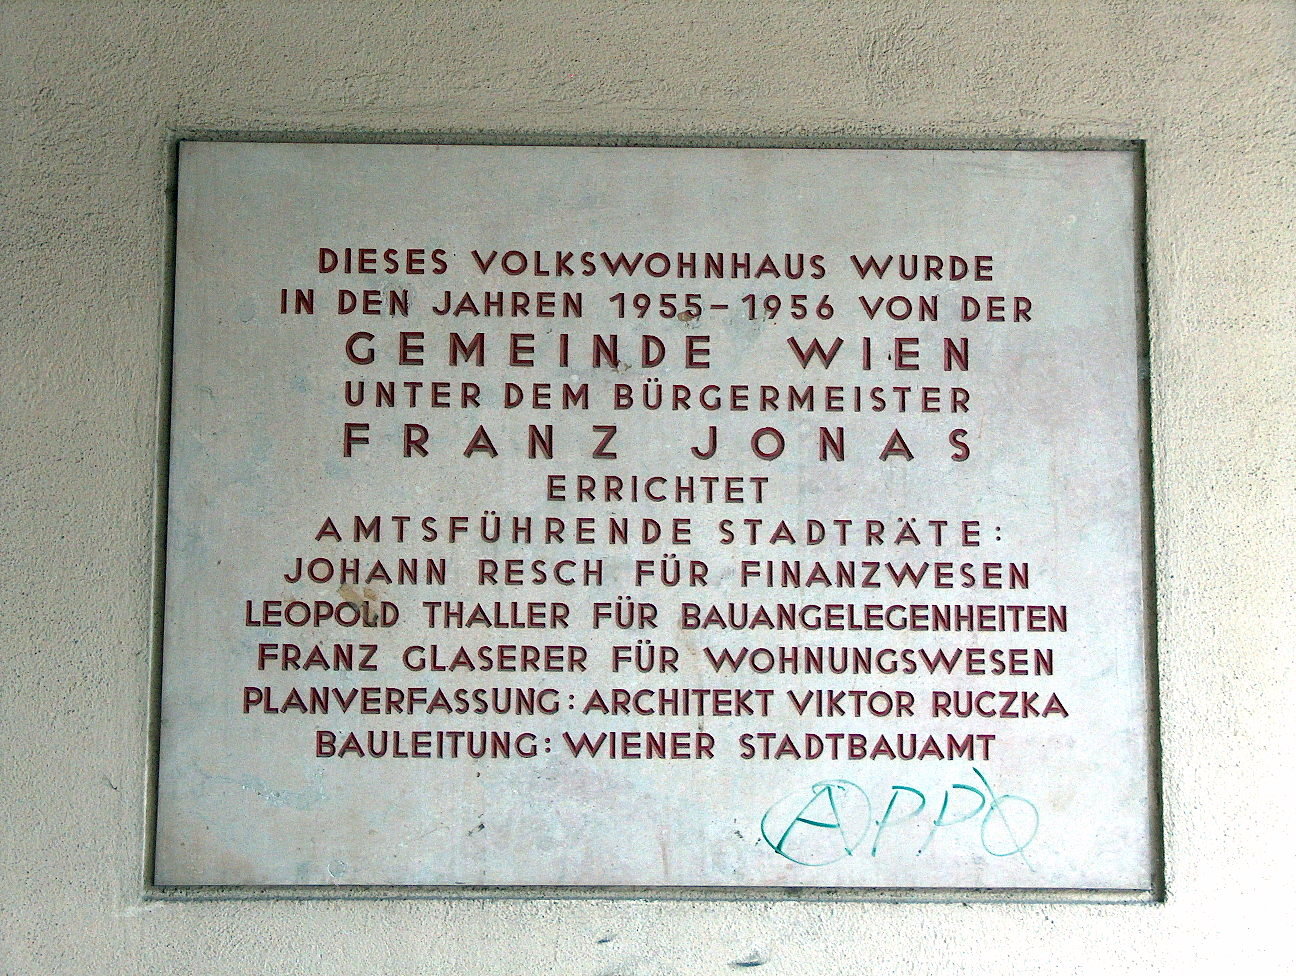 DIESES VOLKSWOHNHAUS WURDE
IN DEN JAHREN 1955-1956 VON DER
GEMEINDE WIEN
UNTER DEM BÜRGERMEISTER
FRANZ JONAS
ERRICHTET
AMTSFÜHRENDE STADTRÄTE:
JOHANN RESCH FÜR FINANZWESEN
LEOPOLD THALLER FÜR BAUANGELEGENHEITEN
FRANZ GLASERER FÜR WOHNUNGSWESEN
PLANVERFASSUNG: ARCHITEKT VIKTOR RUCZKA
BAULEITUNG: WIENER STADTBAUAMT